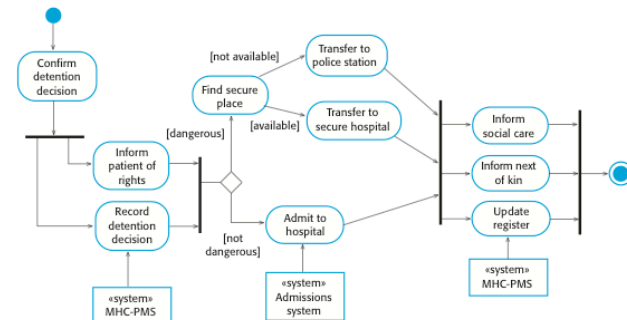 Confirm
detention
decision
Inform
patient of
rights
Record
detention
decision
«system»
MHC-PMS
[dangerous]
Find secure
place
[not available]
Transfer to
police station
[available]
Transfer to
secure hospital
[not
dangerous]
Admit to
hospital
«system»
Admissions
system
Inform
social care
Inform next
of kin
Update
register
«system»
MHC-PMS